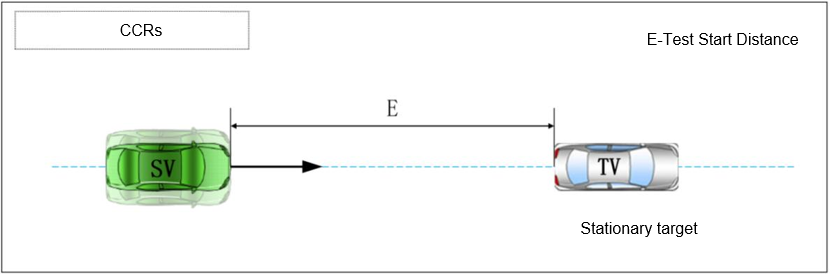 CCRs
E-Test Start Distance
E
SV
TV
Stationary target